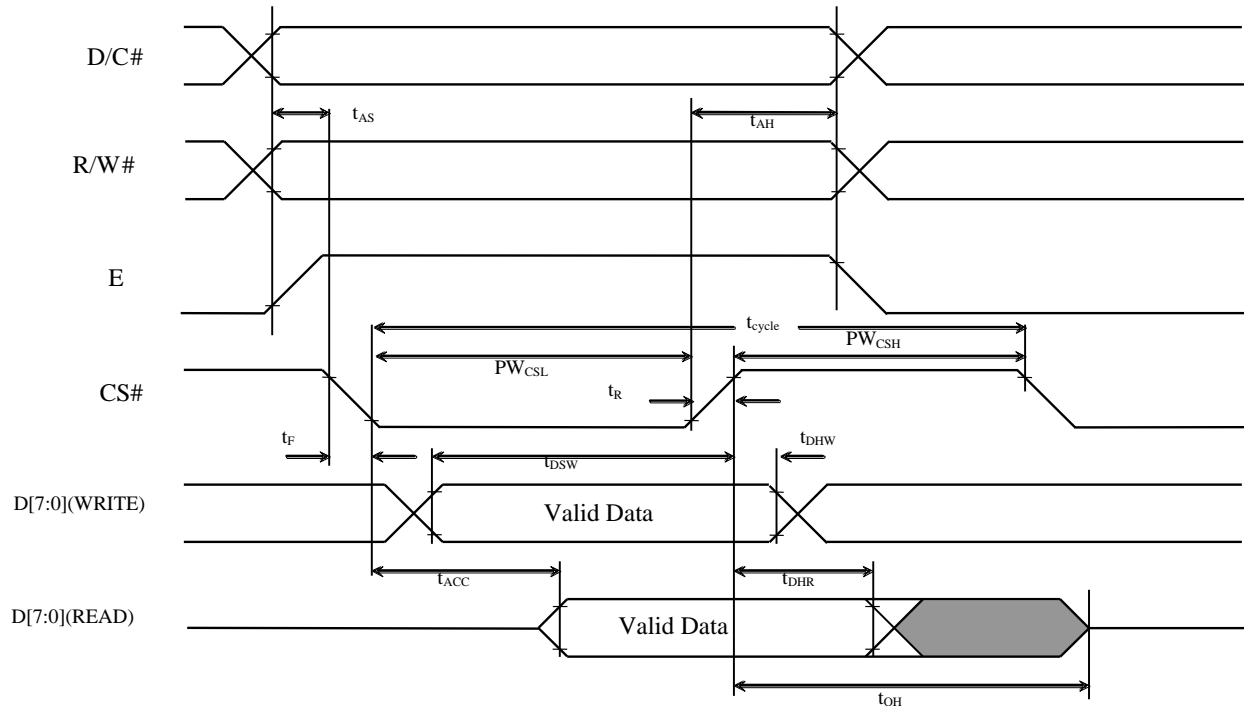 D/C#
tAS
tAH
R/W#
E
tcycle
PWCSH
PWCSL
CS#
tR
tF
tDHW
tDSW
D[7:0](WRITE)
Valid Data
tACC
tDHR
D[7:0](READ)
Valid Data
tOH